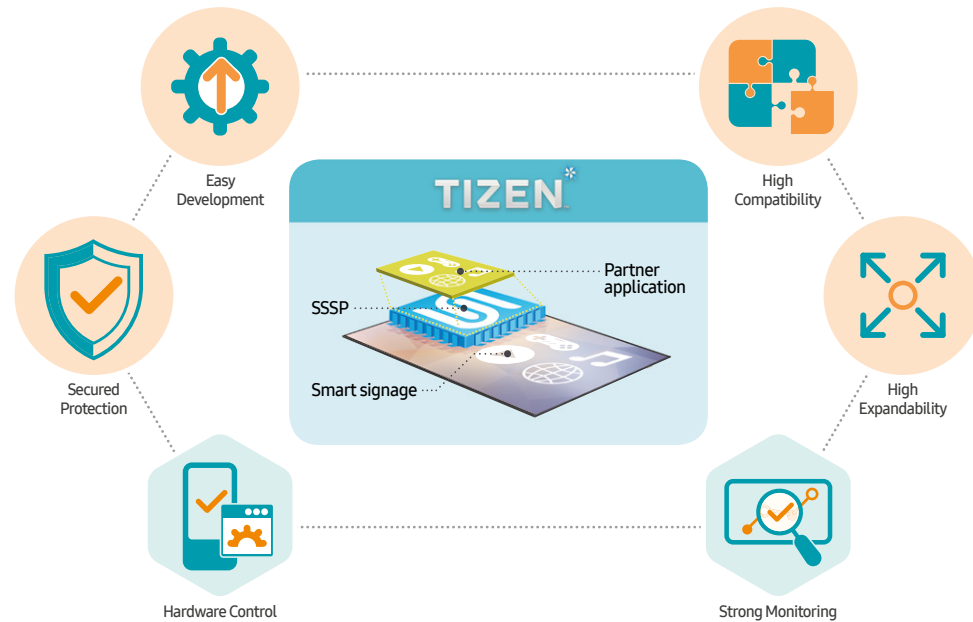 Easy
Development
High
Compatibility
TIZEN
Partner
application
SSSP
Smart signage
Secured
Protection
High
Expandability
Hardware Control
Strong Monitoring